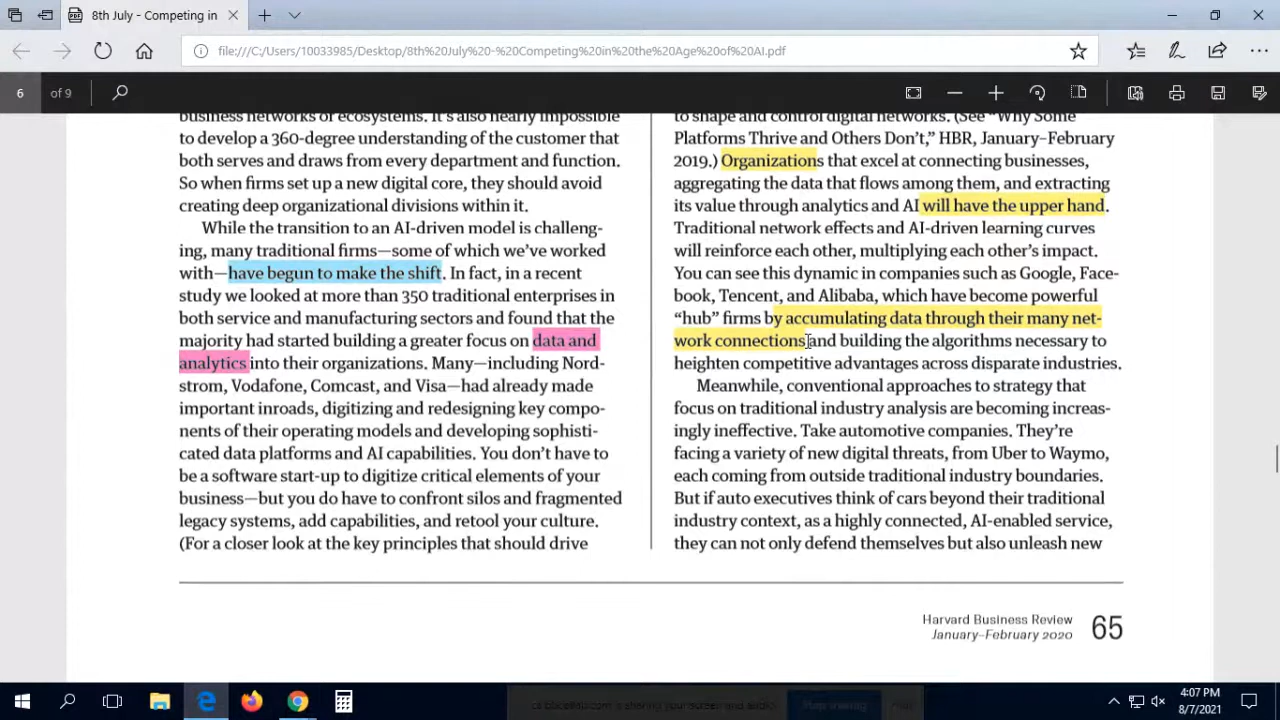 8th July - Competing in
file:///C:/Users/10033985/Desktop/8th%20July%20-%20Competing%20in%20the%20Age%20of%20AI.pdf
6 of 9
business networks or ecosystems. It's also nearly impossible
to develop a 360-degree understanding of the customer that
both serves and draws from every department and function.
So when firms set up a new digital core, they should avoid
creating deep organizational divisions within it.
While the transition to an AI-driven model is challeng-
ing, many traditional firms—some of which we've worked
with—have begun to make the shift. In fact, in a recent
study we looked at more than 350 traditional enterprises in
both service and manufacturing sectors and found that the
majority had started building a greater focus on data and
analytics into their organizations. Many—including Nord-
strom, Vodafone, Comcast, and Visa—had already made
important inroads, digitizing and redesigning key compo-
nents of their operating models and developing sophisti-
cated data platforms and AI capabilities. You don't have to
be a software start-up to digitize critical elements of your
business—but you do have to confront silos and fragmented
legacy systems, add capabilities, and retool your culture.
(For a closer look at the key principles that should drive
to shape and control digital networks. (See "Why Some
Platforms Thrive and Others Don't," HBR, January–February
2019.) Organizations that excel at connecting businesses,
aggregating the data that flows among them, and extracting
its value through analytics and AI will have the upper hand.
Traditional network effects and AI-driven learning curves
will reinforce each other, multiplying each other's impact.
You can see this dynamic in companies such as Google, Face-
book, Tencent, and Alibaba, which have become powerful
"hub" firms by accumulating data through their many net-
work connections and building the algorithms necessary to
heighten competitive advantages across disparate industries.
Meanwhile, conventional approaches to strategy that
focus on traditional industry analysis are becoming increas-
ingly ineffective. Take automotive companies. They're
facing a variety of new digital threats, from Uber to Waymo,
each coming from outside traditional industry boundaries.
But if auto executives think of cars beyond their traditional
industry context, as a highly connected, AI-enabled service,
they can not only defend themselves but also unleash new
Harvard Business Review
January–February 2020
65
is sharing your screen
Stop sharing
Hide
4:07 PM
8/7/2021